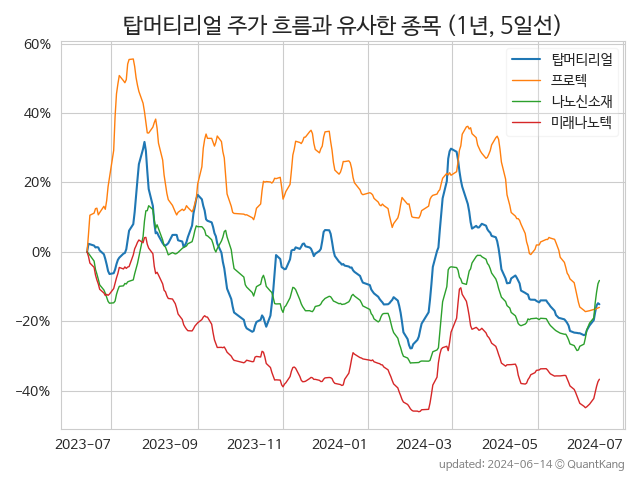 탑머티리얼 주가 흐름과 유사한 종목 (1년, 5일선)
60%
40%
20%
0%
−20%
−40%
탑머티리얼
프로텍
나노신소재
미래나노텍
2023-07 2023-09 2023-11 2024-01 2024-03 2024-05 2024-07
updated: 2024-06-14 © QuantKang